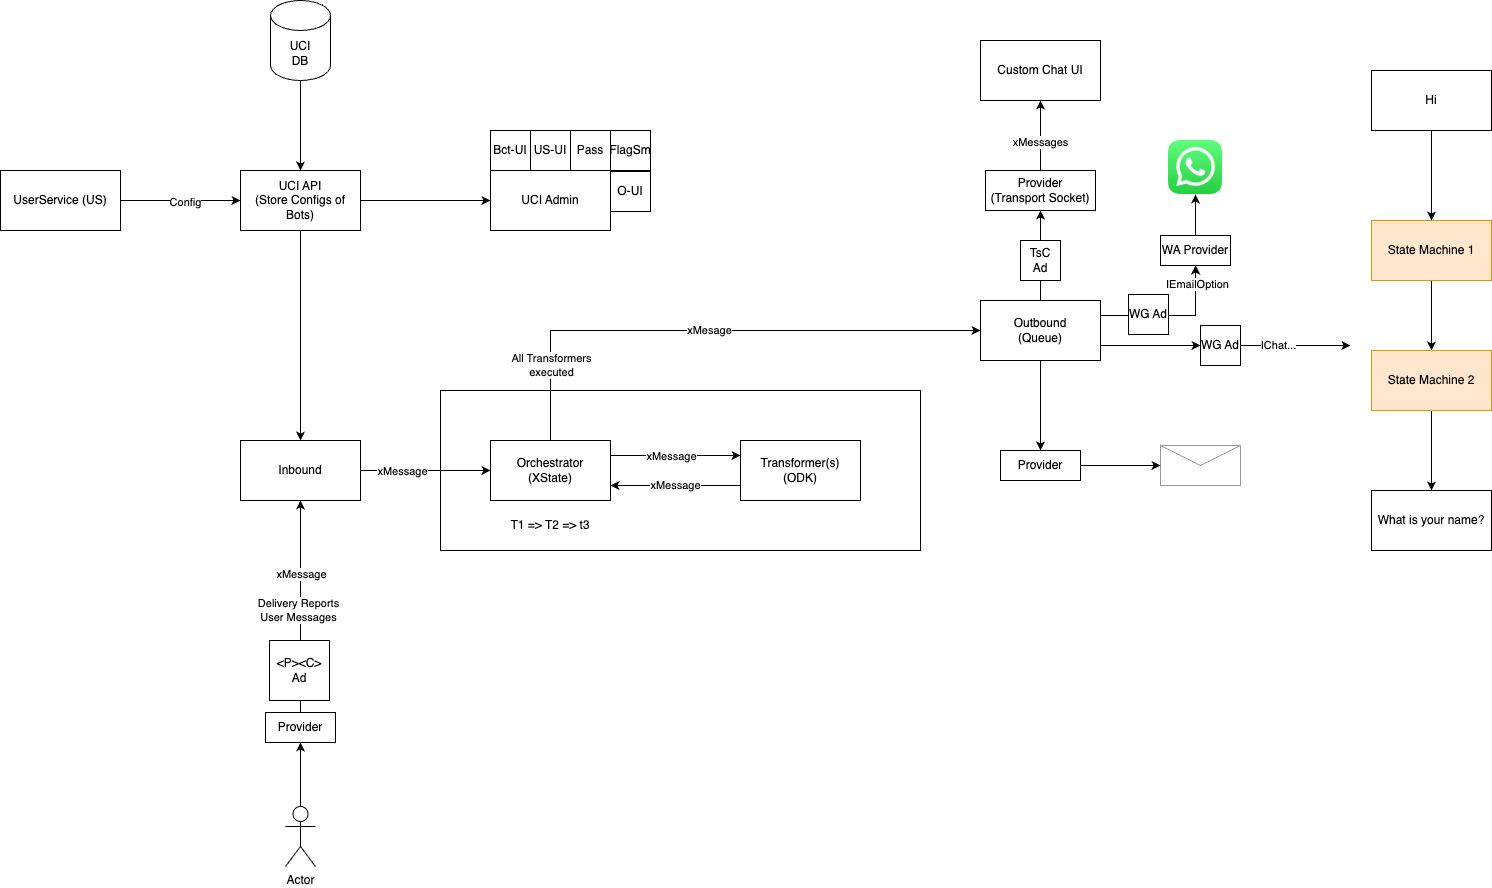 UCI
DB
UserService (US)
Config
UCI API
(Store Configs of
Bots)
Bct-UI
US-UI
Pass
FlagSm
UCI Admin
O-UI
Custom Chat UI
xMessages
Provider
(Transport Socket)
TsC
Ad
WA Provider
IEmailOption
WG Ad
Outbound
(Queue)
WG Ad
IChat...
xMesage
All Transformers
executed
Inbound
xMessage
Orchestrator
(XState)
xMessage
xMessage
Transformer(s)
(ODK)
T1 => T2 => t3
Provider
xMessage
Delivery Reports
User Messages
<P><C>
Ad
Provider
Actor
Hi
State Machine 1
State Machine 2
What is your name?